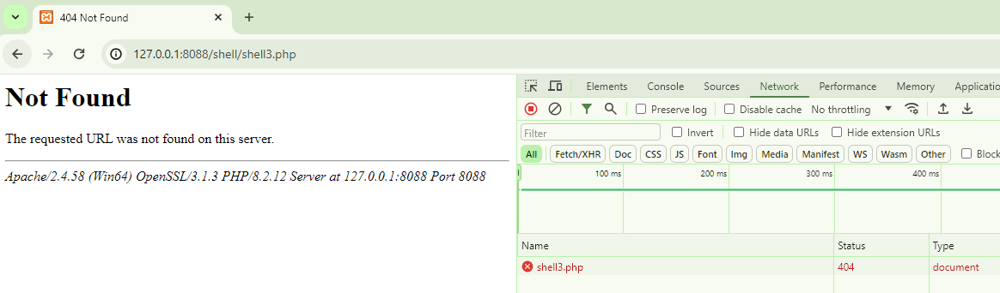 404 Not Found
127.0.0.1:8088/shell/shell3.php
Not Found
The requested URL was not found on this server.
Apache/2.4.58 (Win64) OpenSSL/3.1.3 PHP/8.2.12 Server at 127.0.0.1:8088 Port 8088
Elements Console Sources Network Performance Memory Applicatio
Preserve log Disable cache No throttling
Filter Invert Hide data URLs Hide extension URLs
All Fetch/XHR Doc CSS JS Font Img Media Manifest WS Wasm Other Block
100 ms 200 ms 300 ms 400 ms
Name Status Type
shell3.php 404 document